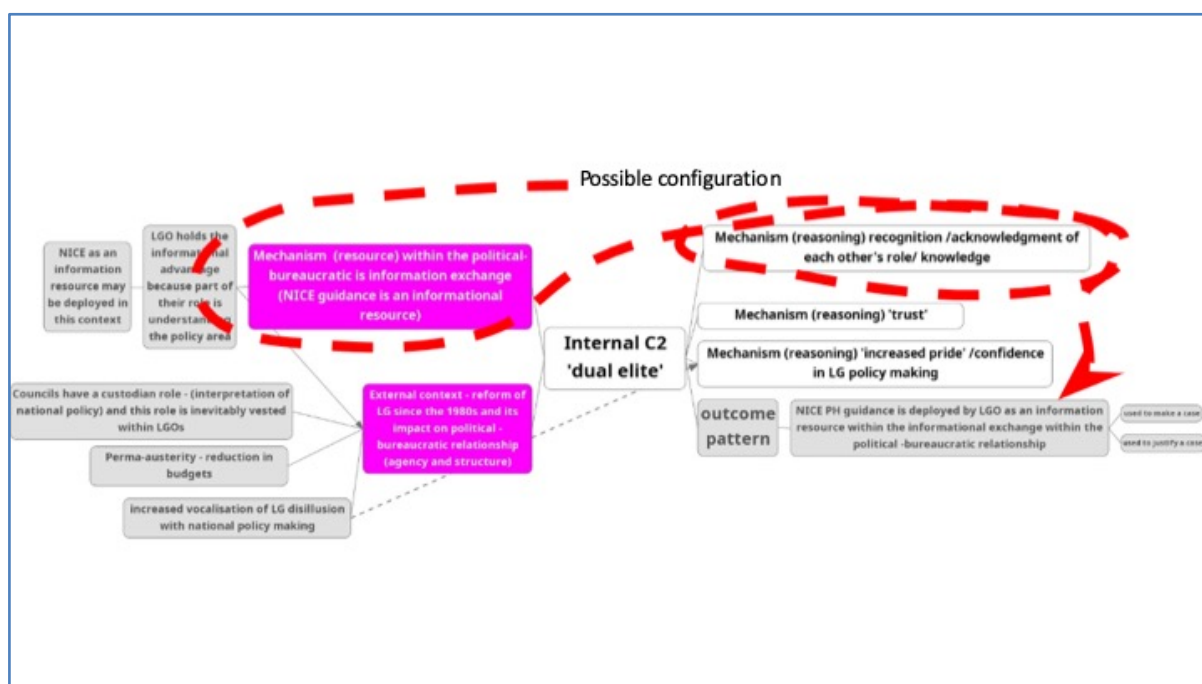 Possible configuration
NICE as an
information
resource may
be deployed in
this context
LGO holds the
informational
advantage
because part of
their role is
understanding
the policy area
Mechanism (resource) within the political-
bureaucratic is information exchange
(NICE guidance is an informational
resource)
Councils have a custodian role - (interpretation of
national policy) and this role is inevitably vested
within LGOs
Perma-austerity - reduction in
budgets
increased vocalisation of LG disillusion
with national policy making
External context - reform of
LG since the 1980s and its
impact on political -
bureaucratic relationship
(agency and structure)
Internal C2
'dual elite'
Mechanism (reasoning) recognition /acknowledgment of
each other's role/ knowledge
Mechanism (reasoning) 'trust'
Mechanism (reasoning) 'increased pride' /confidence
in LG policy making
outcome
pattern
NICE PH guidance is deployed by LGO as an information
resource within the informational exchange within the
political -bureaucratic relationship
used to make a case
used to justify a case